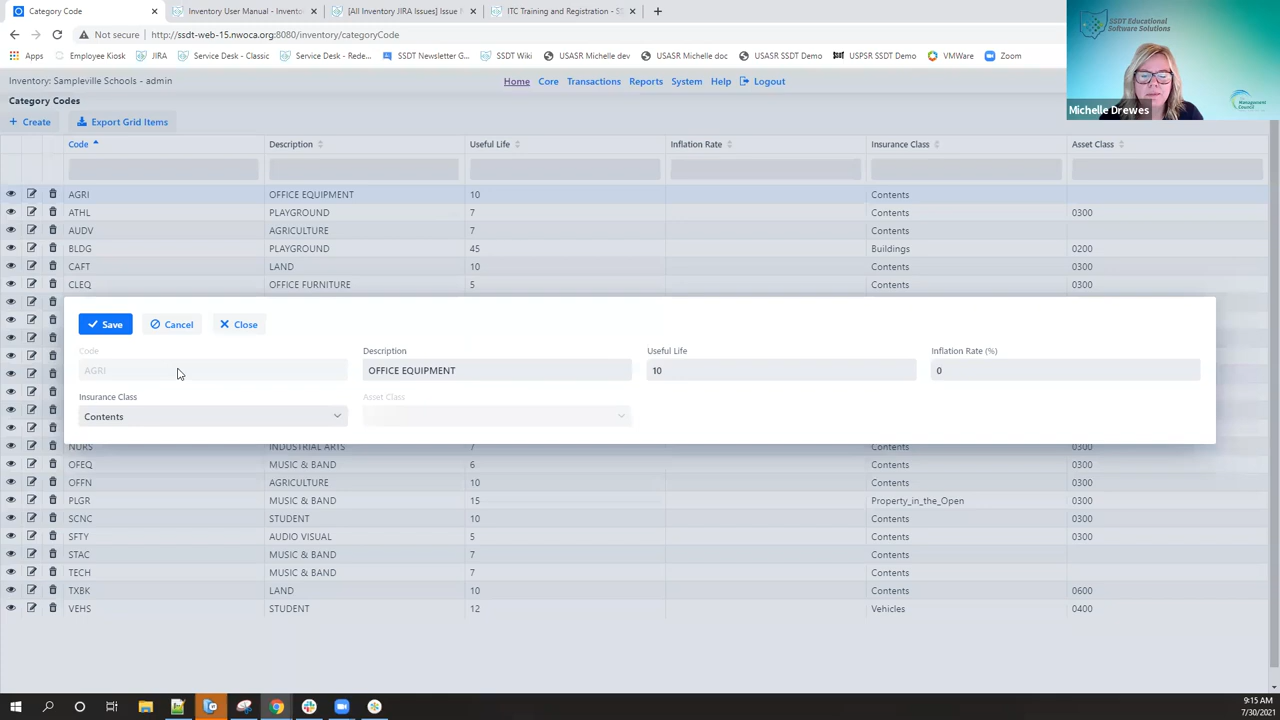 Category Code
Inventory User Manual - Invento
[All Inventory JIRA Issues] Issue
ITC Training and Registration - SS
Not secure
http://ssdt-web-15.nwoca.org:8080/inventory/categoryCode
Apps
Employee Kiosk
JIRA
Service Desk - Classic
Service Desk - Rede...
SSDT Newsletter G...
SSDT Wiki
USASR Michelle dev
USPSR Michelle doc
USASR SSDT Demo
USPSR SSDT Demo
VMWare
Zoom
SSDT Educational
Software Solutions
Management
Council
Michelle Drewes
Inventory: Sampleville Schools - admin
Home Core Transactions Reports System Help Logout
Category Codes
+ Create Export Grid Items
Code Description Useful Life Inflation Rate Insurance Class Asset Class
AGRI OFFICE EQUIPMENT 10 Contents
ATHL PLAYGROUND 7 Contents 0300
AUDV AGRICULTURE 7 Contents
BLDG PLAYGROUND 45 Buildings 0200
CAFT LAND 10 Contents 0300
CLEQ OFFICE FURNITURE 5 Contents 0300
Save Cancel Close
Code Description Useful Life Inflation Rate (%)
AGRI OFFICE EQUIPMENT 10 0
Insurance Class Asset Class
Contents
NURS INDUSTRIAL ARTS 7 Contents 0300
OFEQ MUSIC & BAND 6 Contents 0300
OFFN AGRICULTURE 10 Contents 0300
PLGR MUSIC & BAND 15 Property_in_the_Open 0300
SCNC STUDENT 10 Contents 0300
SFTY AUDIO VISUAL 5 Contents 0300
STAC MUSIC & BAND 7 Contents
TECH MUSIC & BAND 7 Contents
TXBK LAND 10 Contents 0600
VEHS STUDENT 12 Vehicles 0400
9:15 AM
7/30/2021